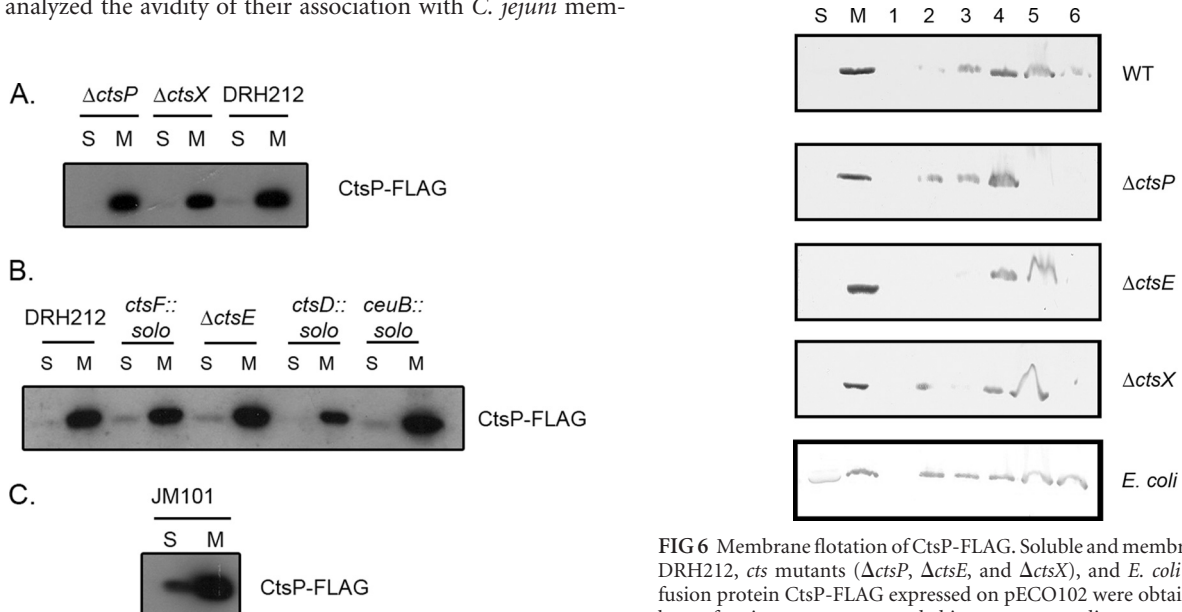 analyzed the avidity of their association with C. jejuni mem-
A.
ΔctsP ΔctsX DRH212
S M S M S M
CtsP-FLAG
B.
DRH212 ctsF::solo ΔctsE ctsD::solo ceuB::solo
S M S M S M S M S M
CtsP-FLAG
C.
JM101
S M
CtsP-FLAG
S M 1 2 3 4 5 6
WT
ΔctsP
ΔctsE
ΔctsX
E. coli
FIG 6 Membrane flotation of CtsP-FLAG. Soluble and membr
DRH212, cts mutants (ΔctsP, ΔctsE, and ΔctsX), and E. coli
fusion protein CtsP-FLAG expressed on pECO102 were obtai